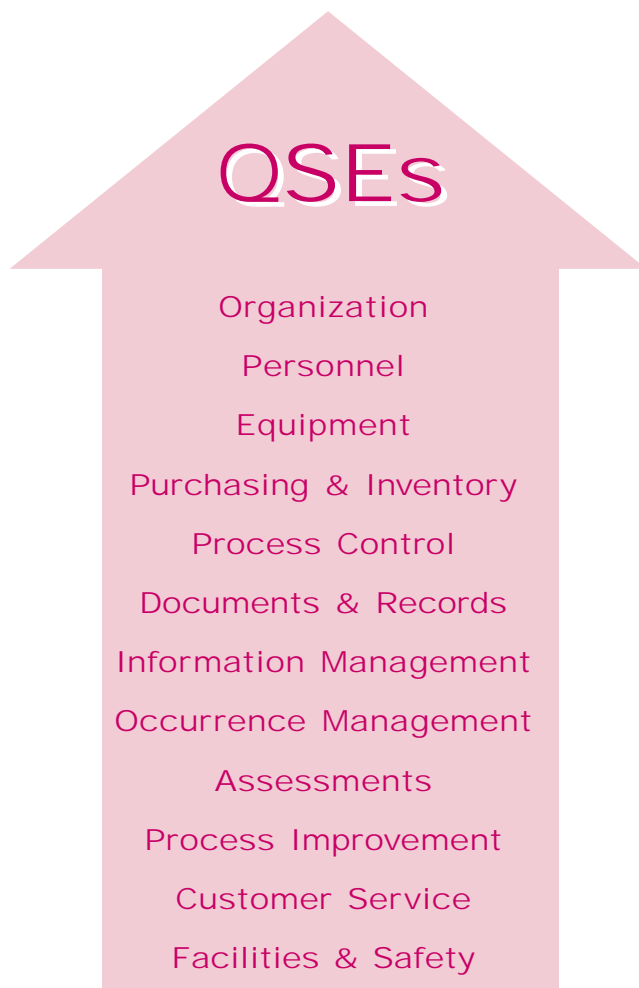 QSEs
Organization
Personnel
Equipment
Purchasing & Inventory
Process Control
Documents & Records
Information Management
Occurrence Management
Assessments
Process Improvement
Customer Service
Facilities & Safety